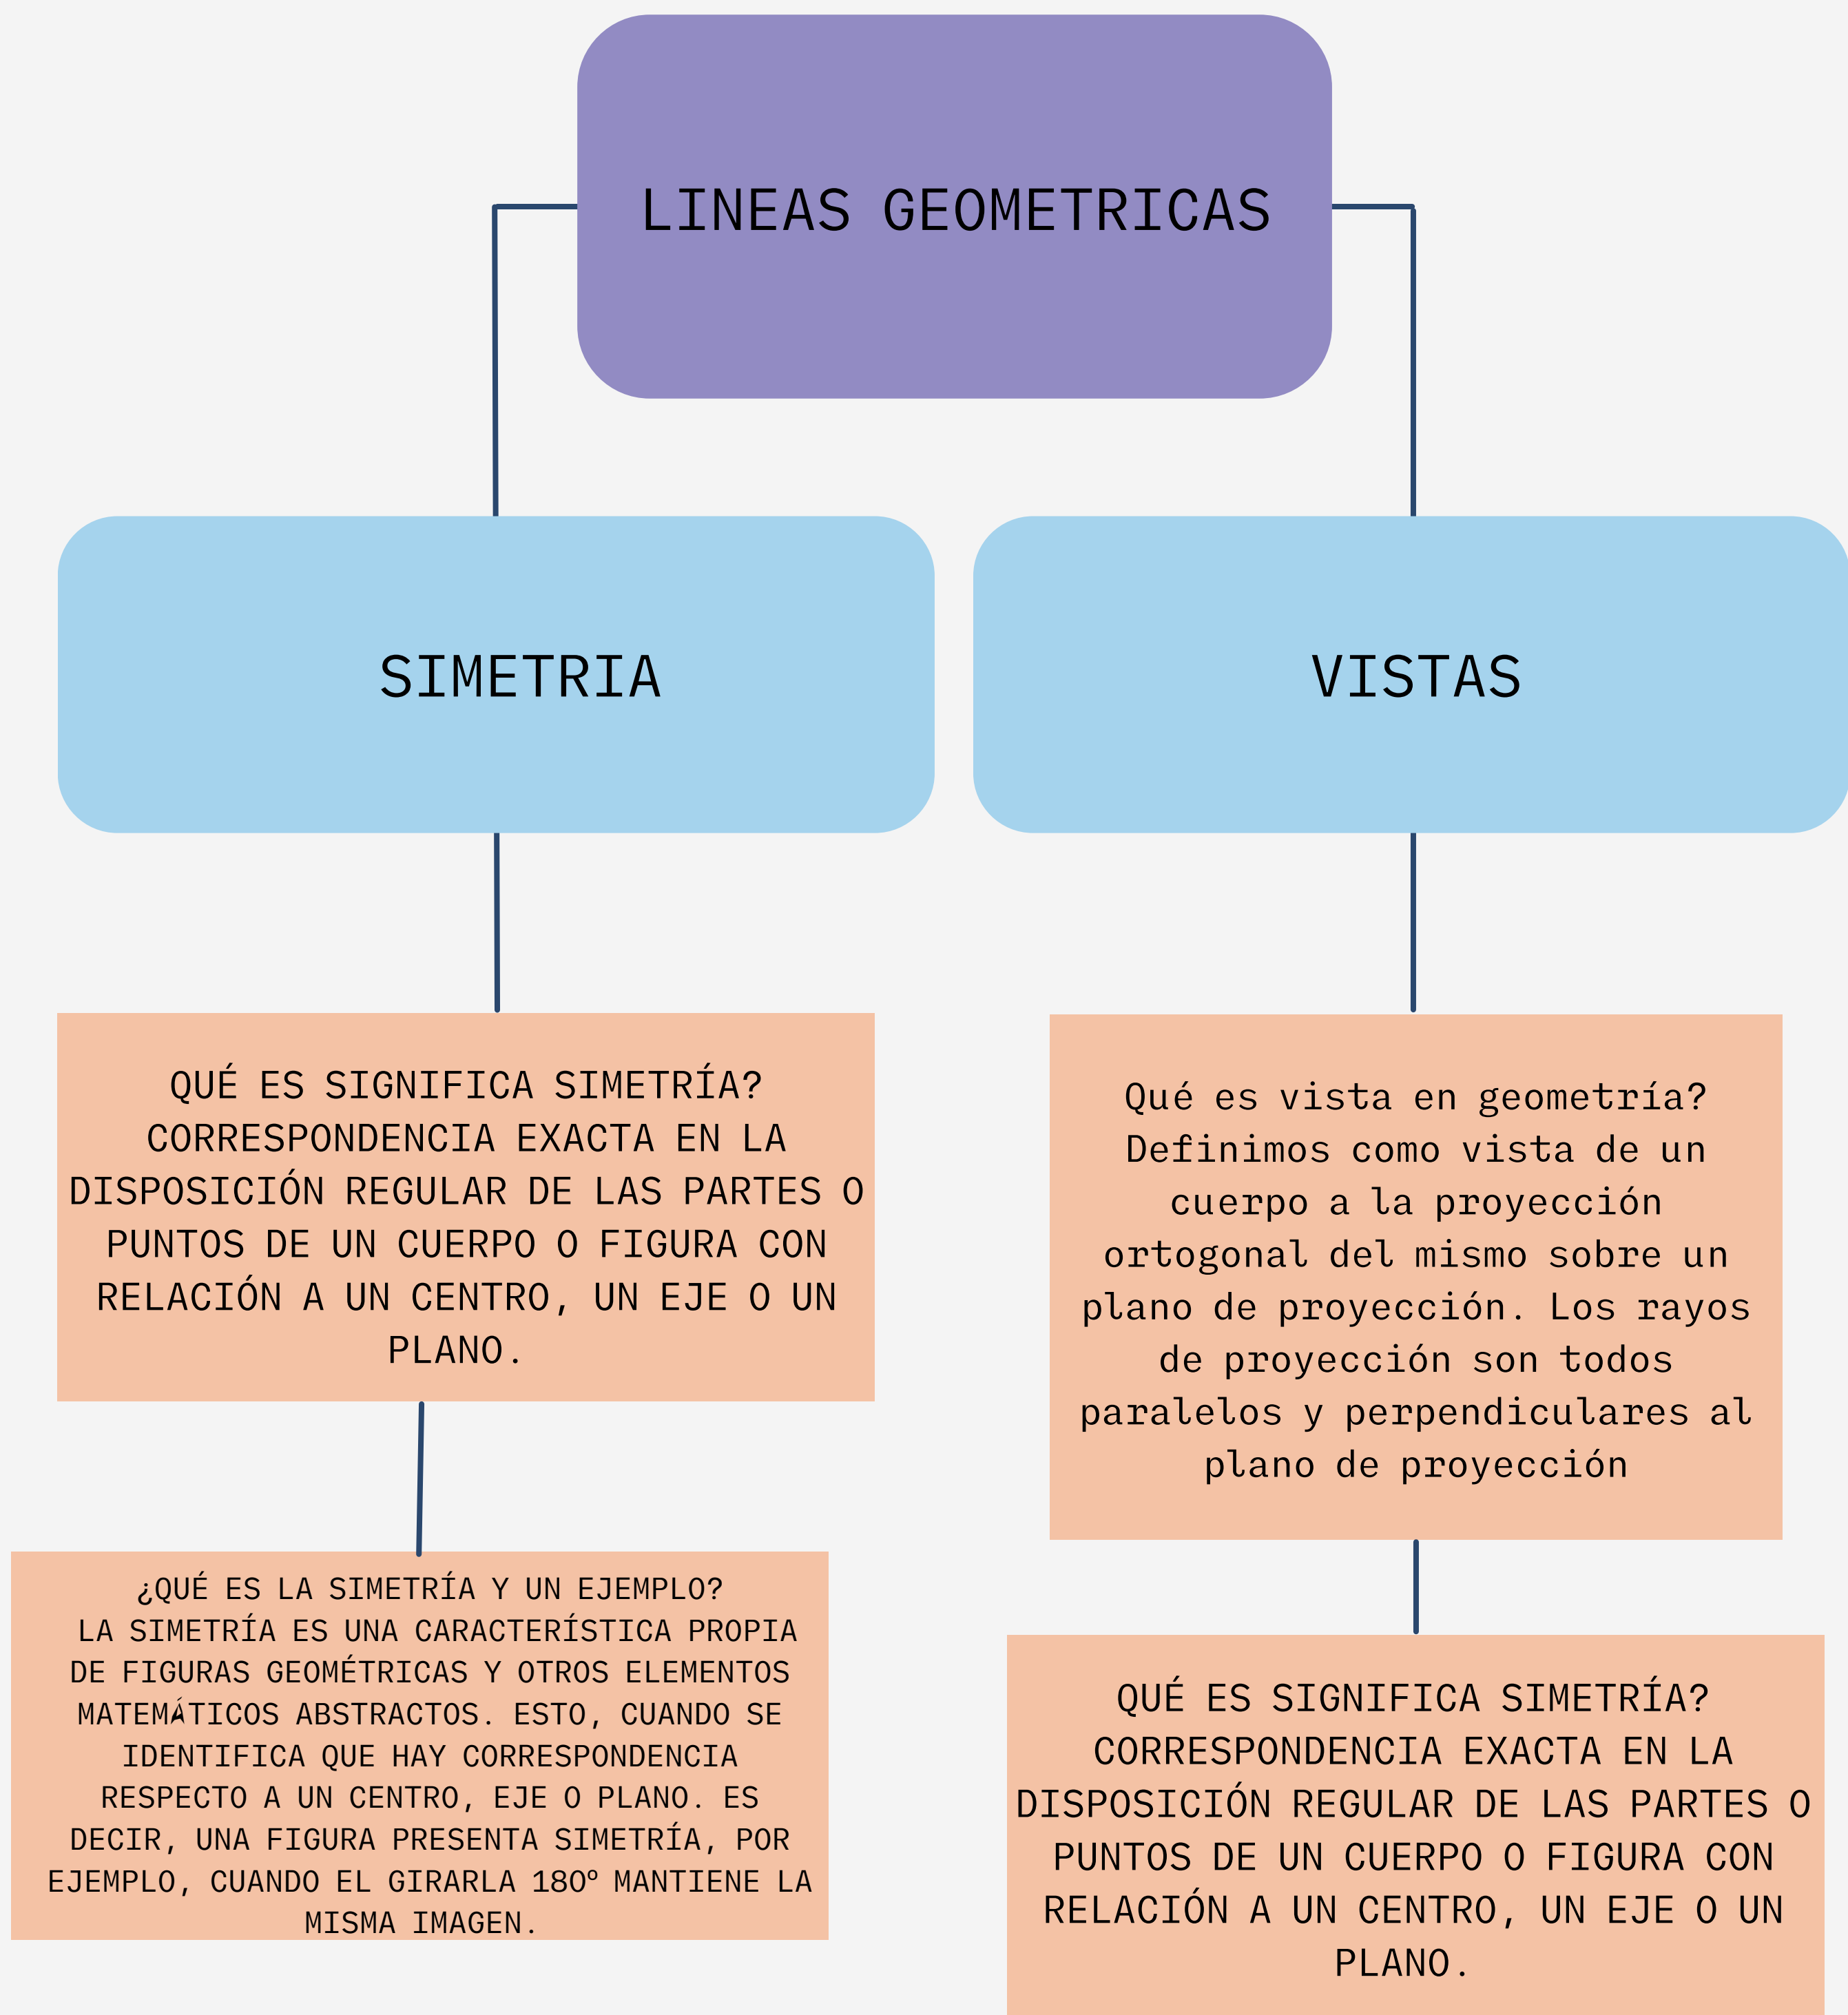 LINEAS GEOMETRICAS
SIMETRIA
VISTAS
QUÉ ES SIGNIFICA SIMETRÍA?
CORRESPONDENCIA EXACTA EN LA
DISPOSICIÓN REGULAR DE LAS PARTES O
PUNTOS DE UN CUERPO O FIGURA CON
RELACIÓN A UN CENTRO, UN EJE O UN
PLANO.
¿QUÉ ES LA SIMETRÍA Y UN EJEMPLO?
LA SIMETRÍA ES UNA CARACTERÍSTICA PROPIA
DE FIGURAS GEOMÉTRICAS Y OTROS ELEMENTOS
MATEMÁTICOS ABSTRACTOS. ESTO, CUANDO SE
IDENTIFICA QUE HAY CORRESPONDENCIA
RESPECTO A UN CENTRO, EJE O PLANO. ES
DECIR, UNA FIGURA PRESENTA SIMETRÍA, POR
EJEMPLO, CUANDO EL GIRARLA 180º MANTIENE LA
MISMA IMAGEN.
Qué es vista en geometría?
Definimos como vista de un
cuerpo a la proyección
ortogonal del mismo sobre un
plano de proyección. Los rayos
de proyección son todos
paralelos y perpendiculares al
plano de proyección
QUÉ ES SIGNIFICA SIMETRÍA?
CORRESPONDENCIA EXACTA EN LA
DISPOSICIÓN REGULAR DE LAS PARTES O
PUNTOS DE UN CUERPO O FIGURA CON
RELACIÓN A UN CENTRO, UN EJE O UN
PLANO.